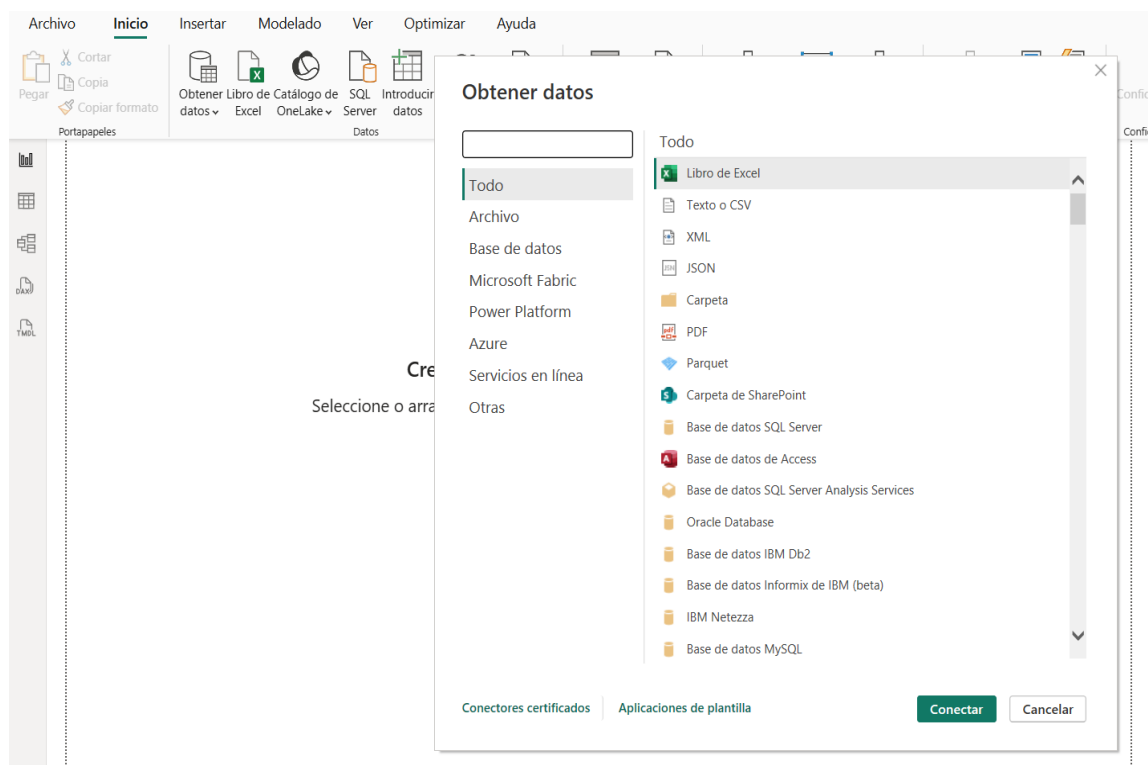 Archivo Inicio Insertar Modelado Ver Optimizar Ayuda
Pegar
Cortar
Copia
Copiar formato
Portapapeles
Obtener datos
Libro de Excel
Catálogo de OneLake
SQL Server
Introducir datos
Datos
DAX
TMDL
Cre
Seleccione o arra
Obtener datos
Todo
Archivo
Base de datos
Microsoft Fabric
Power Platform
Azure
Servicios en línea
Otras
Todo
Libro de Excel
Texto o CSV
XML
JSON
Carpeta
PDF
Parquet
Carpeta de SharePoint
Base de datos SQL Server
Base de datos de Access
Base de datos SQL Server Analysis Services
Oracle Database
Base de datos IBM Db2
Base de datos Informix de IBM (beta)
IBM Netezza
Base de datos MySQL
Conectores certificados
Aplicaciones de plantilla
Conectar
Cancelar
Confi